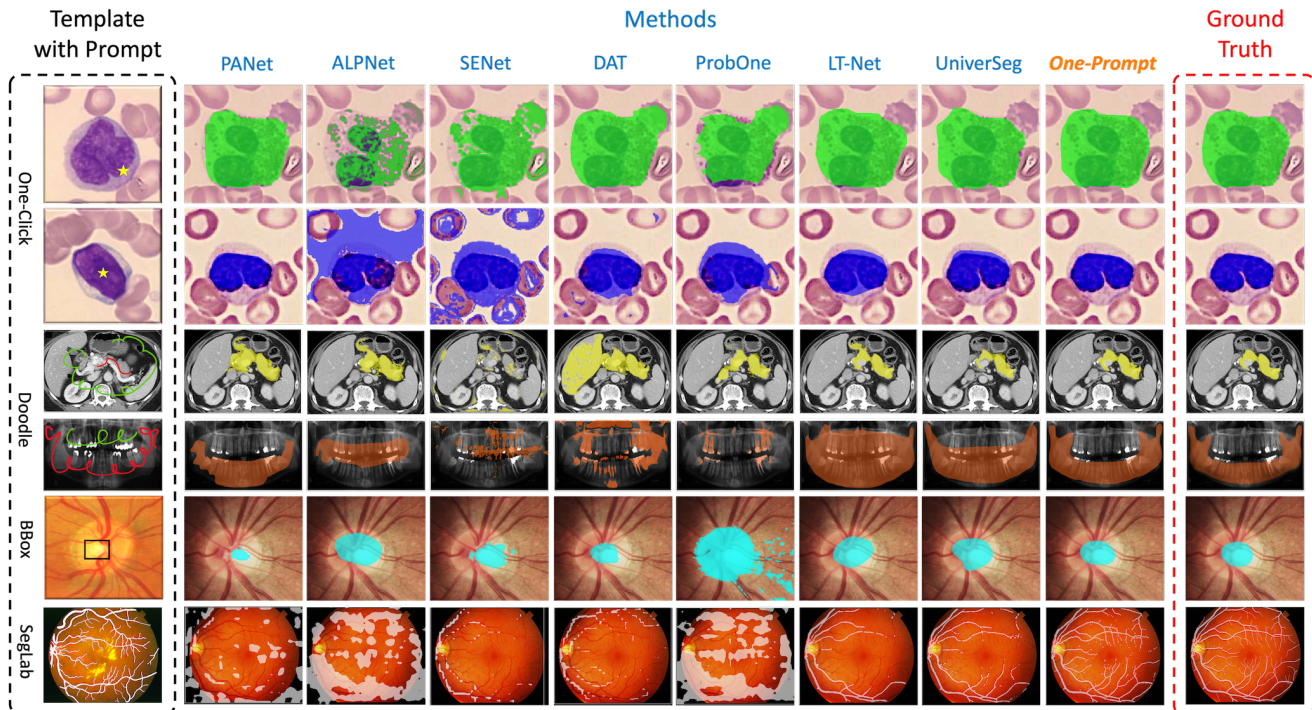 Template
with Prompt
Methods
Ground
Truth
PANet
ALPNet
SENet
DAT
ProbOne
LT-Net
UniverSeg
One-Prompt
One-Click
Doodle
BBox
SegLab